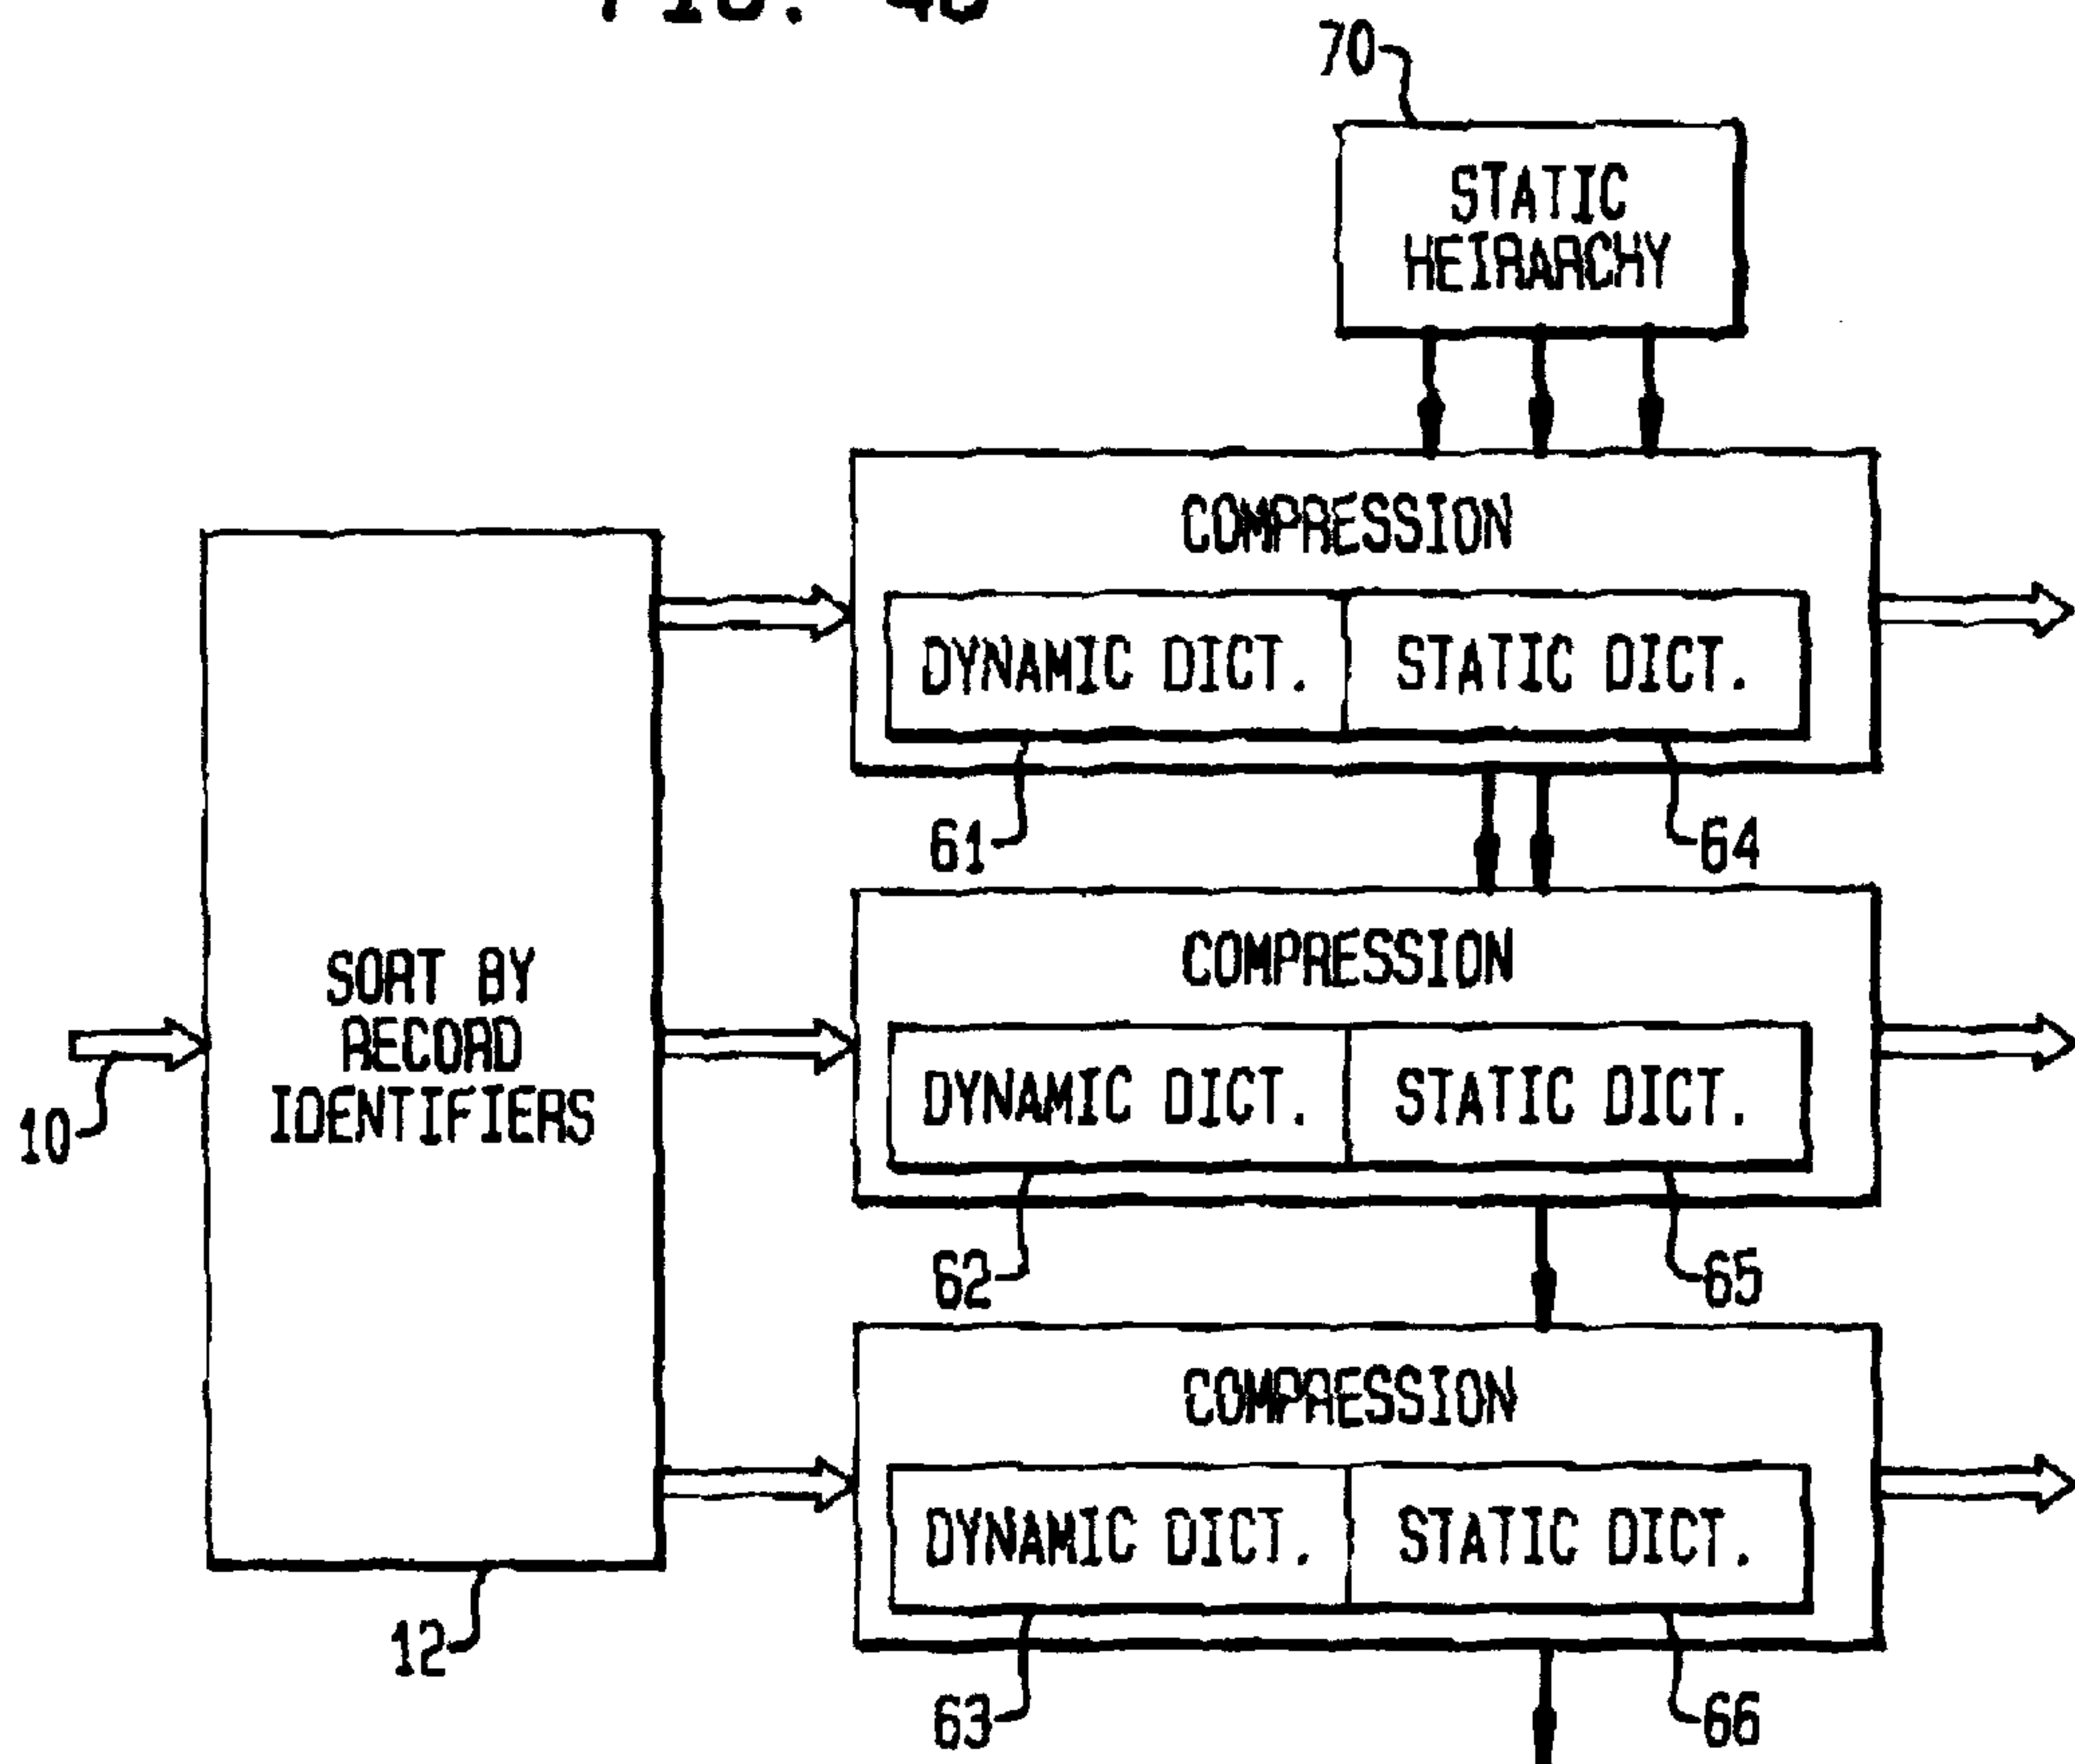 70
STATIC
HEIRARCHY
COMPRESSION
DYNAMIC DICT. STATIC DICT.
61 64
COMPRESSION
SORT BY
RECORD
IDENTIFIERS
DYNAMIC DICT. STATIC DICT.
10
62 65
COMPRESSION
DYNAMIC DICT. STATIC DICT.
12
63 66